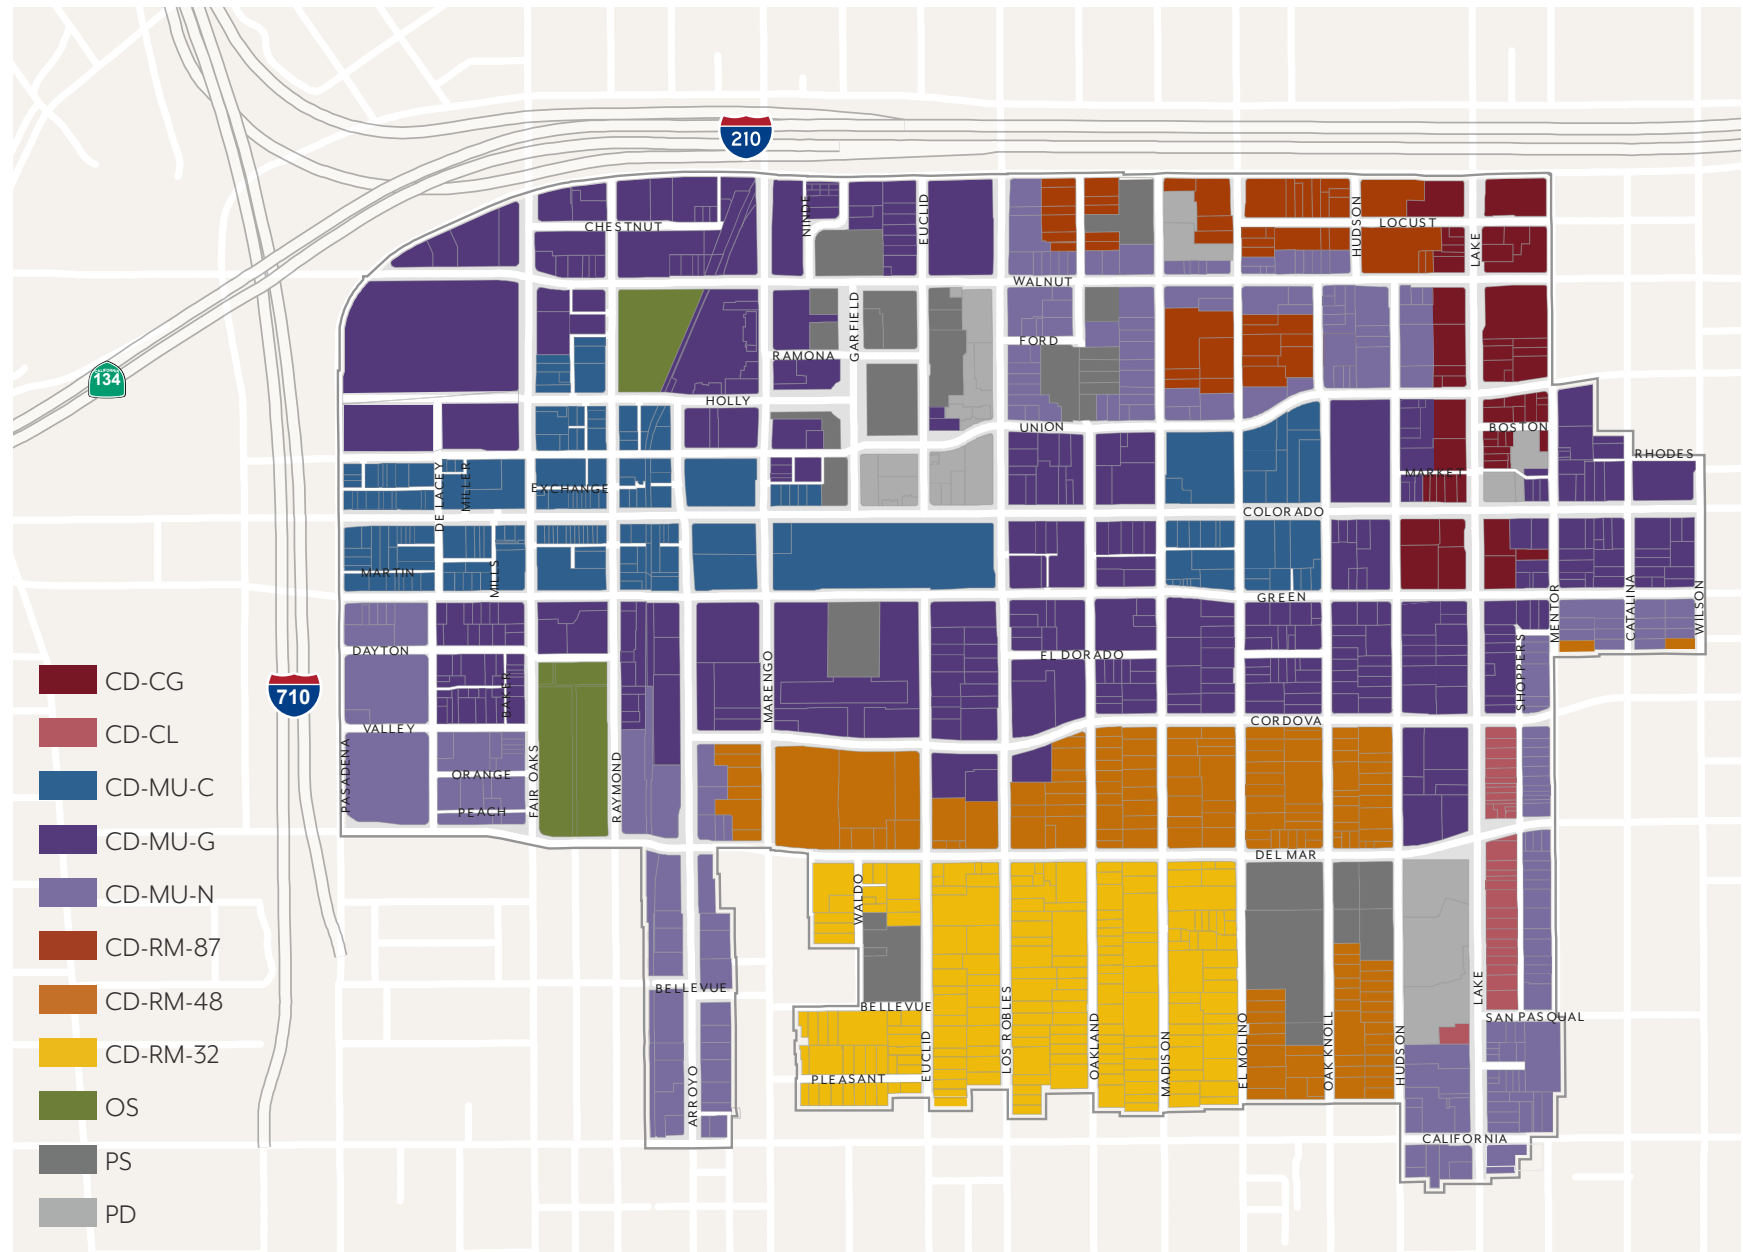 210
CHESTNUT
NINDE
EUCLID
HUDSON
LOCUST
LAKE
WALNUT
GARFIELD
FORD
RAMONA
CALIFORNIA
134
HOLLY
UNION
BOSTON
RHODES
DE LACEY
MILLER
EXCHANGE
MARKET
COLORADO
MARTIN
MILLS
GREEN
MENTOR
CATALINA
WILSON
DAYTON
EL DORADO
SHOPPERS
BAKER
MARENGO
710
VALLEY
CORDOVA
PASADENA
ORANGE
FAIR OAKS
RAYMOND
PEACH
DEL MAR
WALDO
BELLEVUE
BELLEVUE
LAKE
SAN PASQUAL
EUCLID
LOS ROBLES
OAKLAND
MADISON
EL MOLINO
OAK KNOLL
HUDSON
PLEASANT
ARROYO
CALIFORNIA
CD-CG
CD-CL
CD-MU-C
CD-MU-G
CD-MU-N
CD-RM-87
CD-RM-48
CD-RM-32
OS
PS
PD